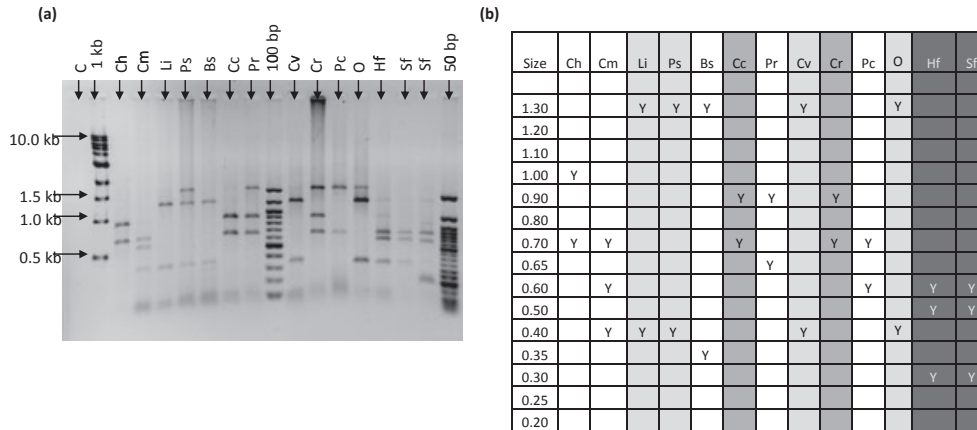 (a)
C 1 kb Ch Cm Li Ps Bs Cc Pr 100 bp Cv Cr Pc O Hf Sf Sf 50 bp
10.0 kb
1.5 kb
1.0 kb
0.5 kb
(b)
Size Ch Cm Li Ps Bs Cc Pr Cv Cr Pc O Hf Sf
1.30 Y Y Y Y Y
1.20
1.10
1.00 Y
0.90 Y Y Y
0.80
0.70 Y Y Y Y Y
0.65 Y
0.60 Y Y Y Y
0.50 Y Y
0.40 Y Y Y Y Y
0.35 Y
0.30 Y Y
0.25
0.20